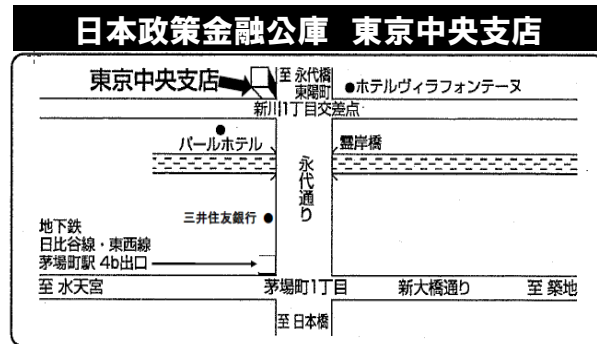 日本政策金融公庫 東京中央支店
東京中央支店
至 永代橋
東陽町
●ホテルヴィラフォンテーヌ
新川1丁目交差点
パールホテル
霊岸橋
永代通り
三井住友銀行 ●
地下鉄
日比谷線・東西線
茅場町駅 4b出口
至 水天宮
茅場町1丁目
新大橋通り
至 築地
至 日本橋